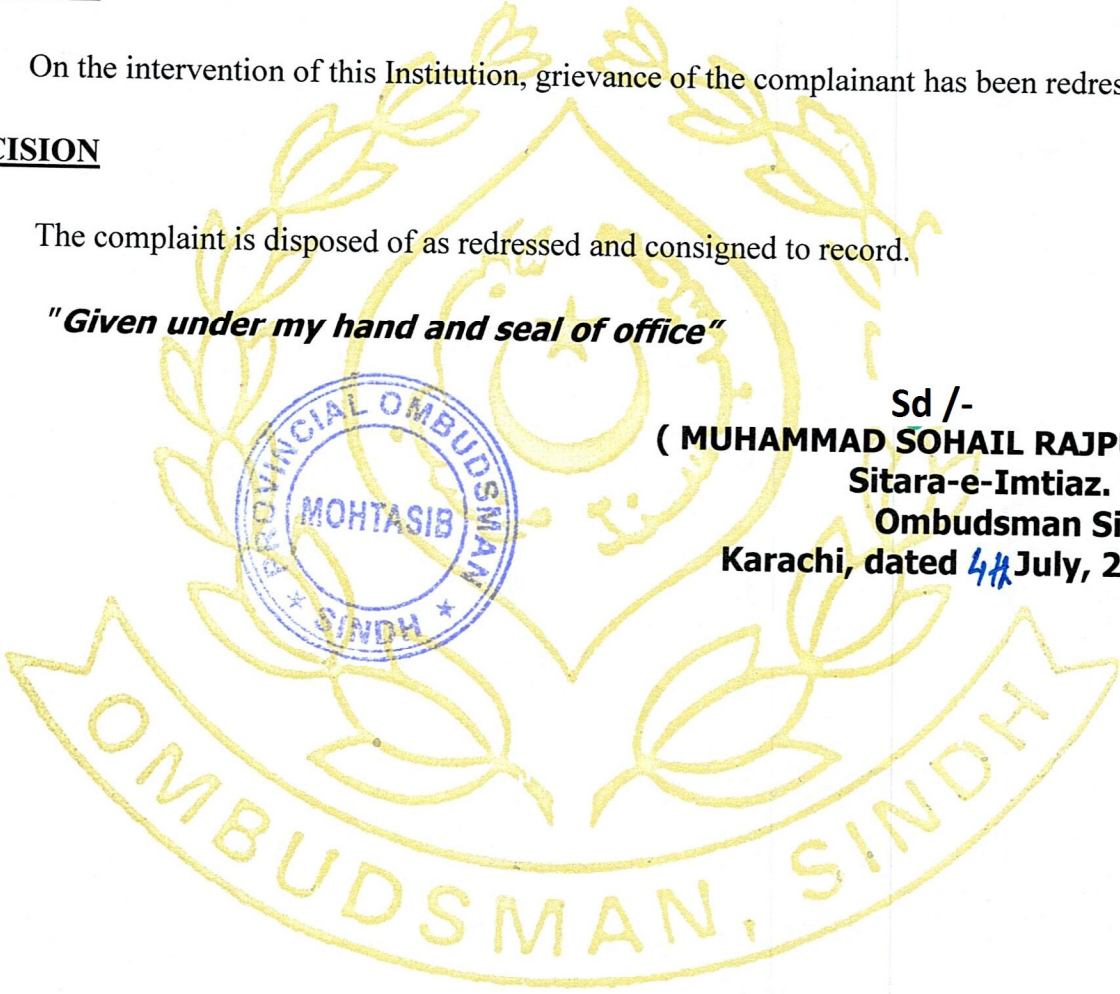 On the intervention of this Institution, grievance of the complainant has been redres
CISION
The complaint is disposed of as redressed and consigned to record.
"Given under my hand and seal of office"
Sd /-
( MUHAMMAD SOHAIL RAJP
Sitara-e-Imtiaz.
Ombudsman Si
Karachi, dated 4th July, 2
PROVINCIAL OMBUDSMAN
MOHTASIB
★ SINDH ★
OMBUDSMAN, SINDH